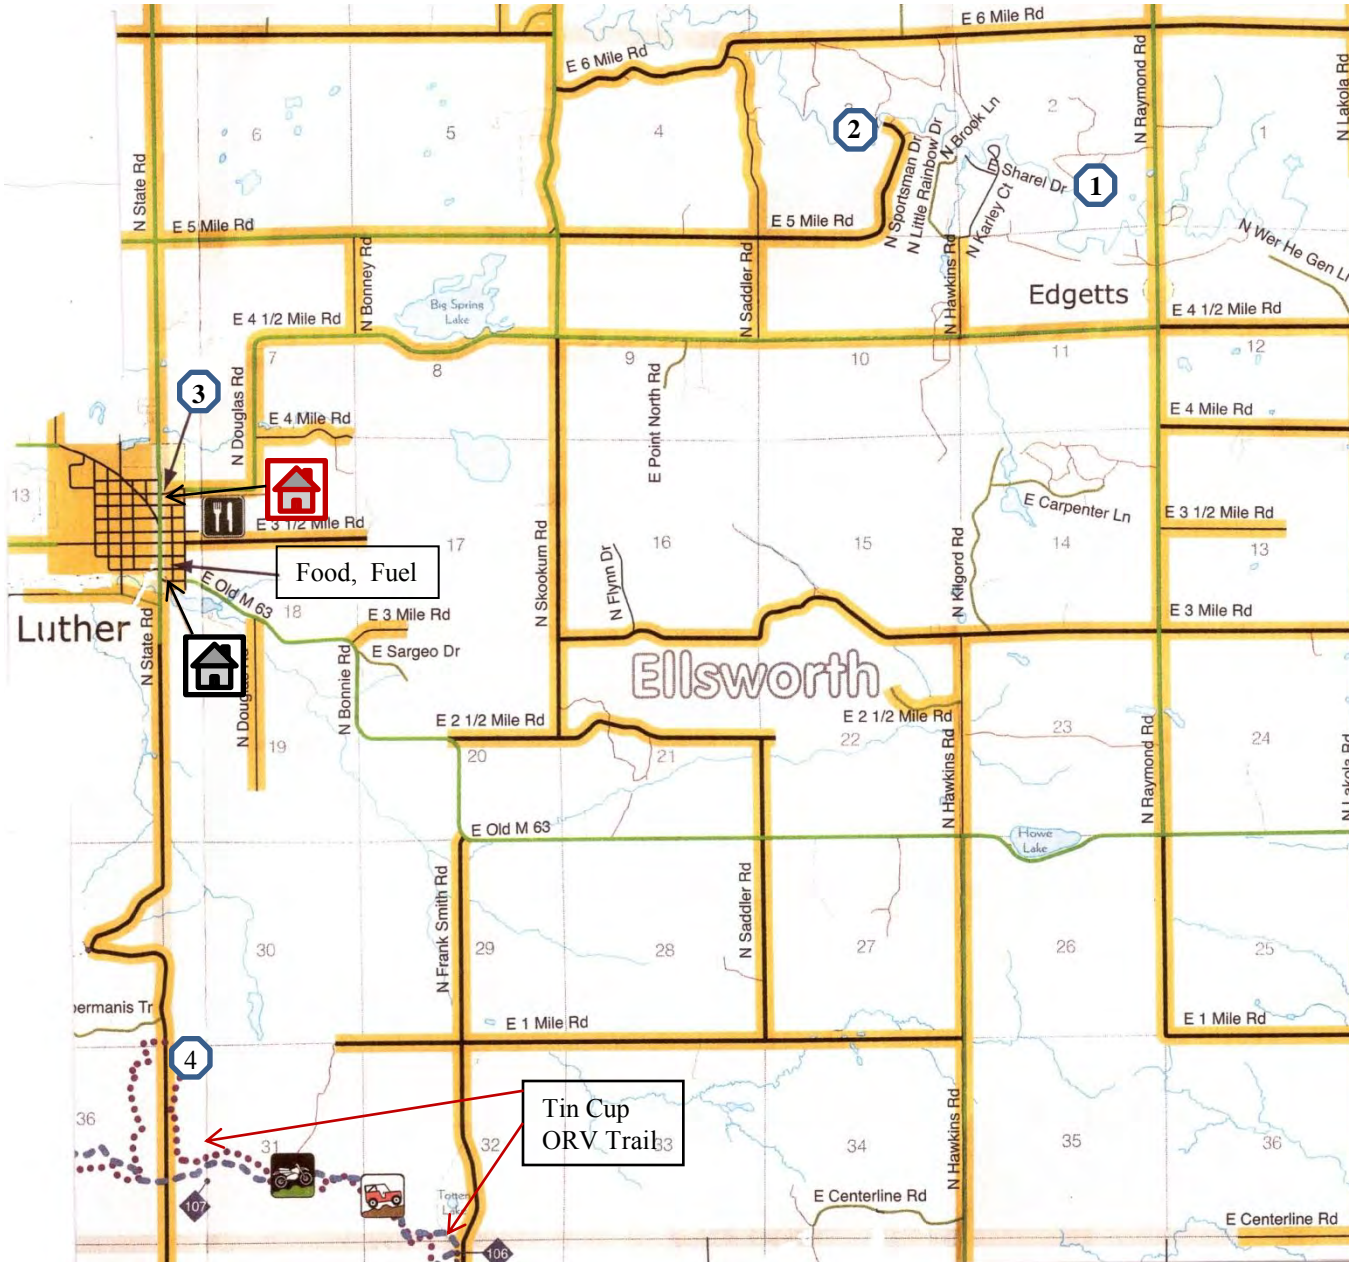 E 6 Mile Rd
E 6 Mile Rd
N State Rd
6
5
4
2
2
1
N Raymond Rd
N Lakola Rd
N Sportsman Dr
N Little Rainbow Dr
N Brook Ln
Sharel Dr
1
N Karley Ct
E 5 Mile Rd
E 5 Mile Rd
N Wer He Gen Ln
N Bonney Rd
Big Spring
Lake
N Saddler Rd
N Hawkins Rd
Edgetts
E 4 1/2 Mile Rd
E 4 1/2 Mile Rd
7
8
9
10
11
12
3
N Douglas Rd
E 4 Mile Rd
E Point North Rd
E 4 Mile Rd
13
E 3 1/2 Mile Rd
17
N Skookum Rd
16
15
E Carpenter Ln
14
E 3 1/2 Mile Rd
13
Food, Fuel
E Old M 63
18
N Flynn Dr
N Kilgord Rd
Luther
N State Rd
E 3 Mile Rd
E 3 Mile Rd
E Sargeo Dr
Ellsworth
N Douglas Rd
19
N Bonnie Rd
E 2 1/2 Mile Rd
20
21
E 2 1/2 Mile Rd
22
23
24
N Hawkins Rd
N Raymond Rd
N Lakola Rd
E Old M 63
Howe
Lake
N Frank Smith Rd
N Saddler Rd
30
29
28
27
26
25
permanis Tr
E 1 Mile Rd
E 1 Mile Rd
4
36
31
32
33
34
35
36
Tin Cup
ORV Trail
N Hawkins Rd
107
E Centerline Rd
E Centerline Rd
106